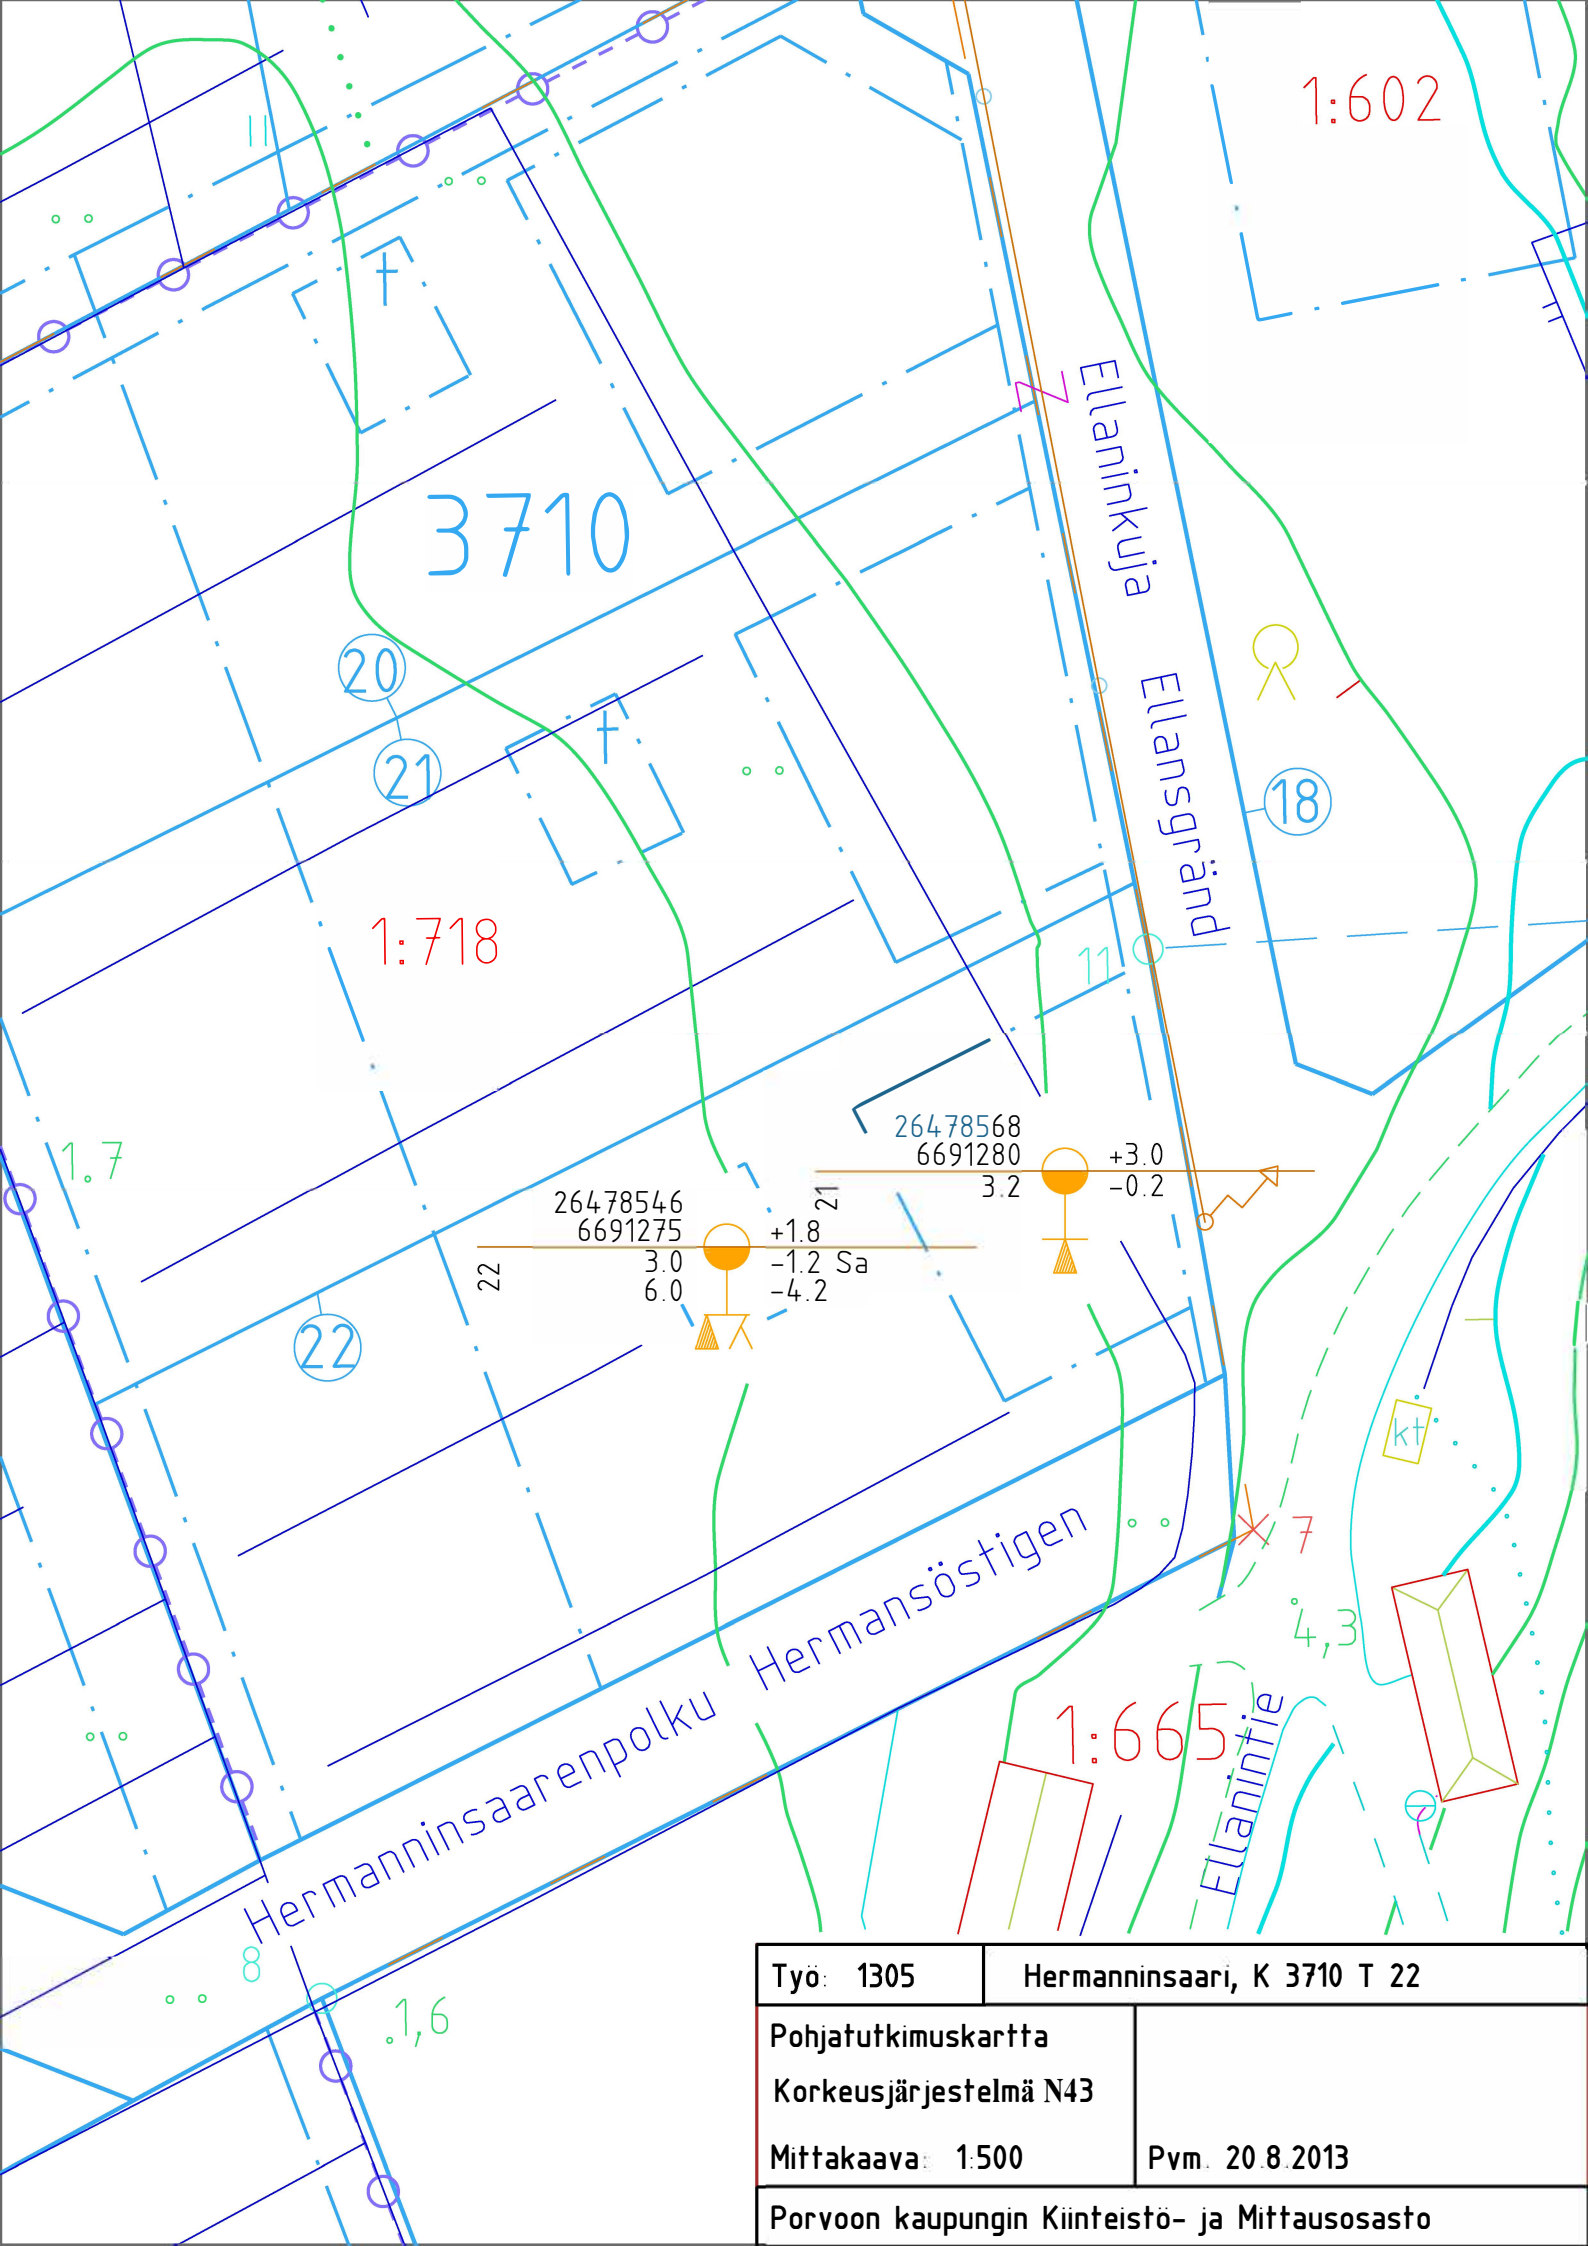 1:602
11
3710
Ellaninkuja
Ellansgränd
20
21
18
1:718
11
1.7
26478568
6691280
3.2
+3.0
-0.2
21
26478546
6691275
3.0
6.0
+1.8
-1.2 Sa
-4.2
22
22
kt
7
4,3
Hermanninsaarenpolku Hermansöstigen
1:665
Ellanintie
8
.1,6
Työ: 1305
Hermanninsaari, K 3710 T 22
Pohjatutkimuskartta
Korkeusjärjestelmä N43
Mittakaava: 1:500
Pvm. 20.8.2013
Porvoon kaupungin Kiinteistö- ja Mittausosasto